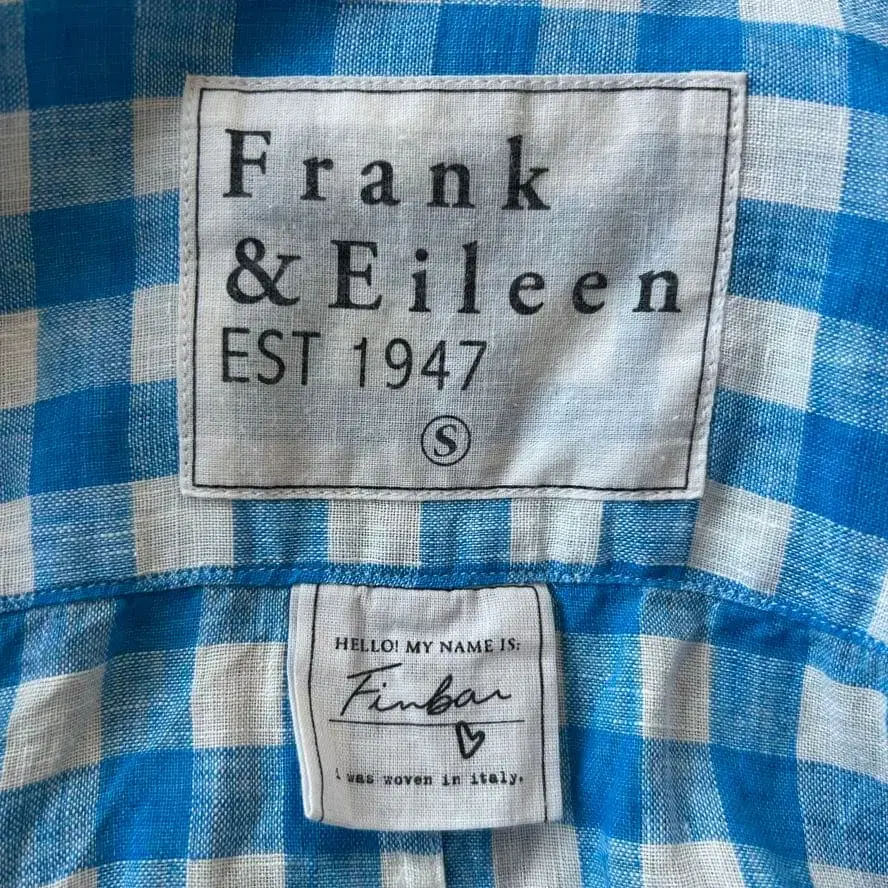 Frank
& Eileen
EST 1947
S
HELLO! MY NAME IS:
Finbar
i was woven in italy.